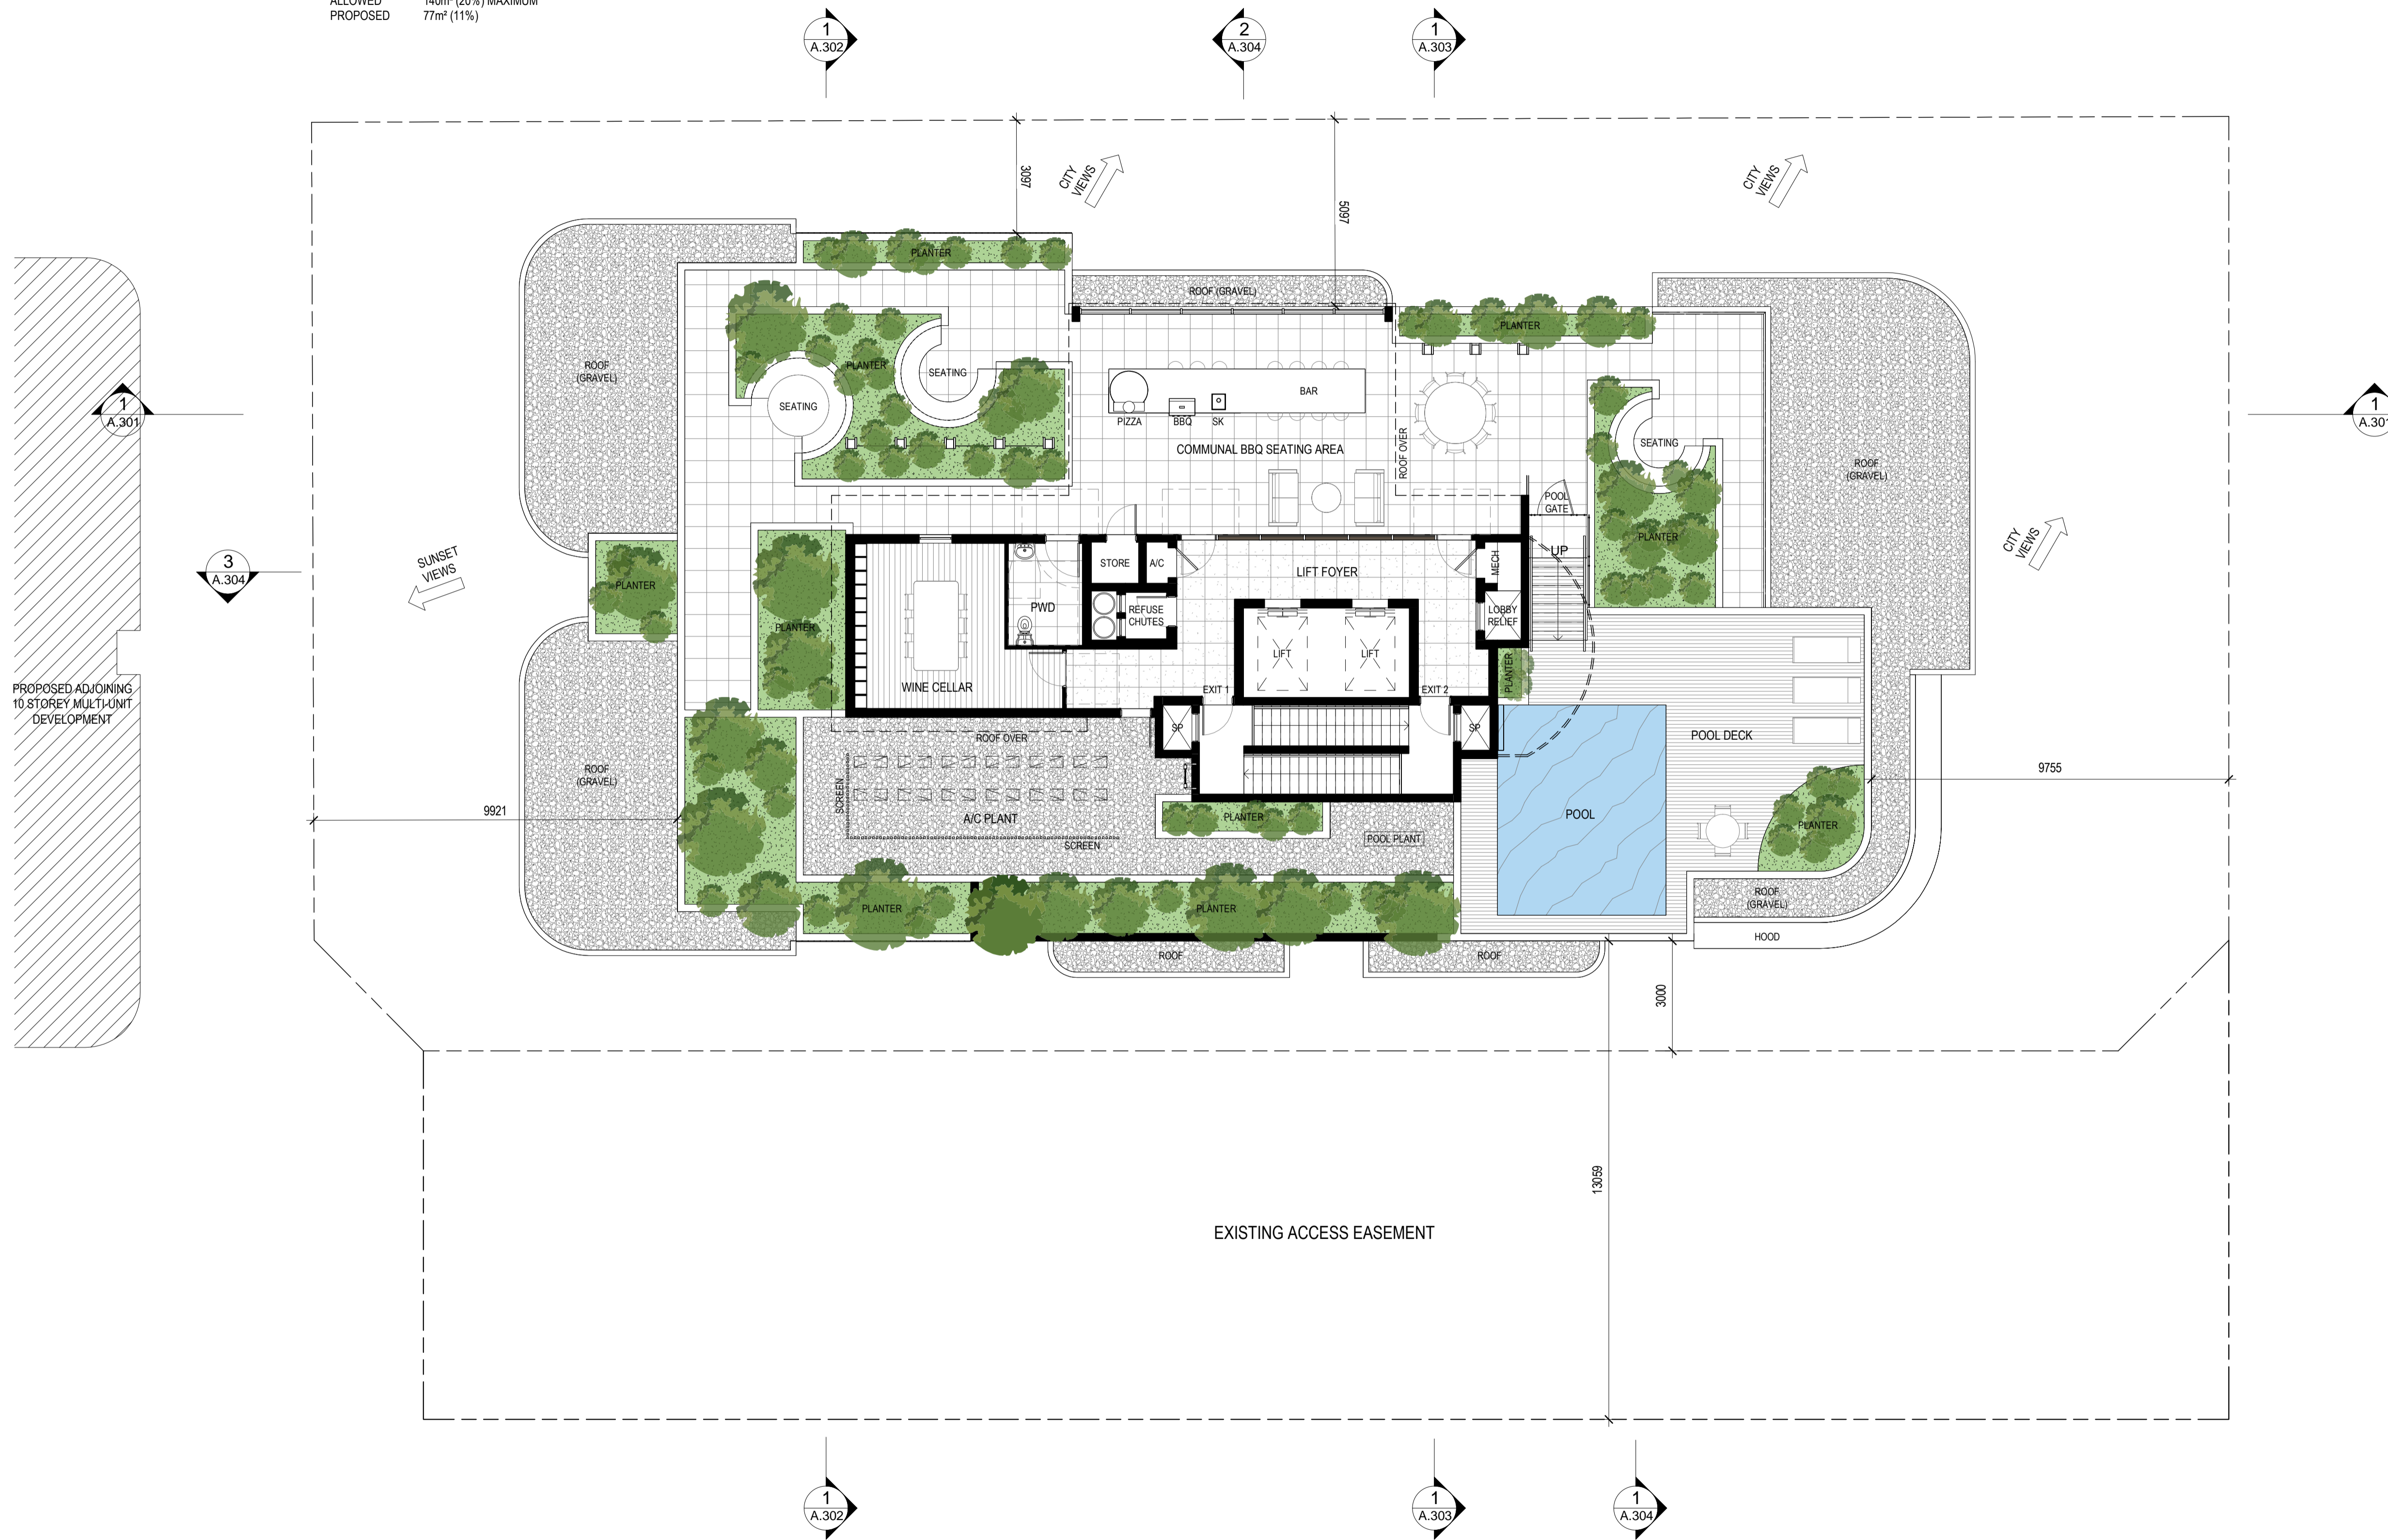 ALLOWED 140m² (20%) MAXIMUM
PROPOSED 77m² (11%)
1
A.302
2
A.304
1
A.303
3097
CITY
VIEWS
5097
CITY
VIEWS
PLANTER
ROOF (GRAVEL)
PLANTER
ROOF
(GRAVEL)
PLANTER
SEATING
SEATING
BAR
PIZZA
BBQ
SK
1
A.301
1
A.301
COMMUNAL BBQ SEATING AREA
ROOF OVER
SEATING
ROOF
(GRAVEL)
POOL
GATE
UP
PLANTER
CITY
VIEWS
3
A.304
SUNSET
VIEWS
PLANTER
PLANTER
STORE
A/C
LIFT FOYER
MECH
PWD
REFUSE
CHUTES
LOBBY
RELIEF
LIFT
LIFT
PLANTER
WINE CELLAR
EXIT 1
EXIT 2
PROPOSED ADJOINING
10 STOREY MULTI-UNIT
DEVELOPMENT
SP
SP
ROOF OVER
POOL DECK
ROOF
(GRAVEL)
SCREEN
9755
9921
A/C PLANT
PLANTER
POOL
PLANTER
SCREEN
POOL PLANT
PLANTER
PLANTER
ROOF
(GRAVEL)
HOOD
ROOF
ROOF
3000
13059
EXISTING ACCESS EASEMENT
1
A.302
1
A.303
1
A.304